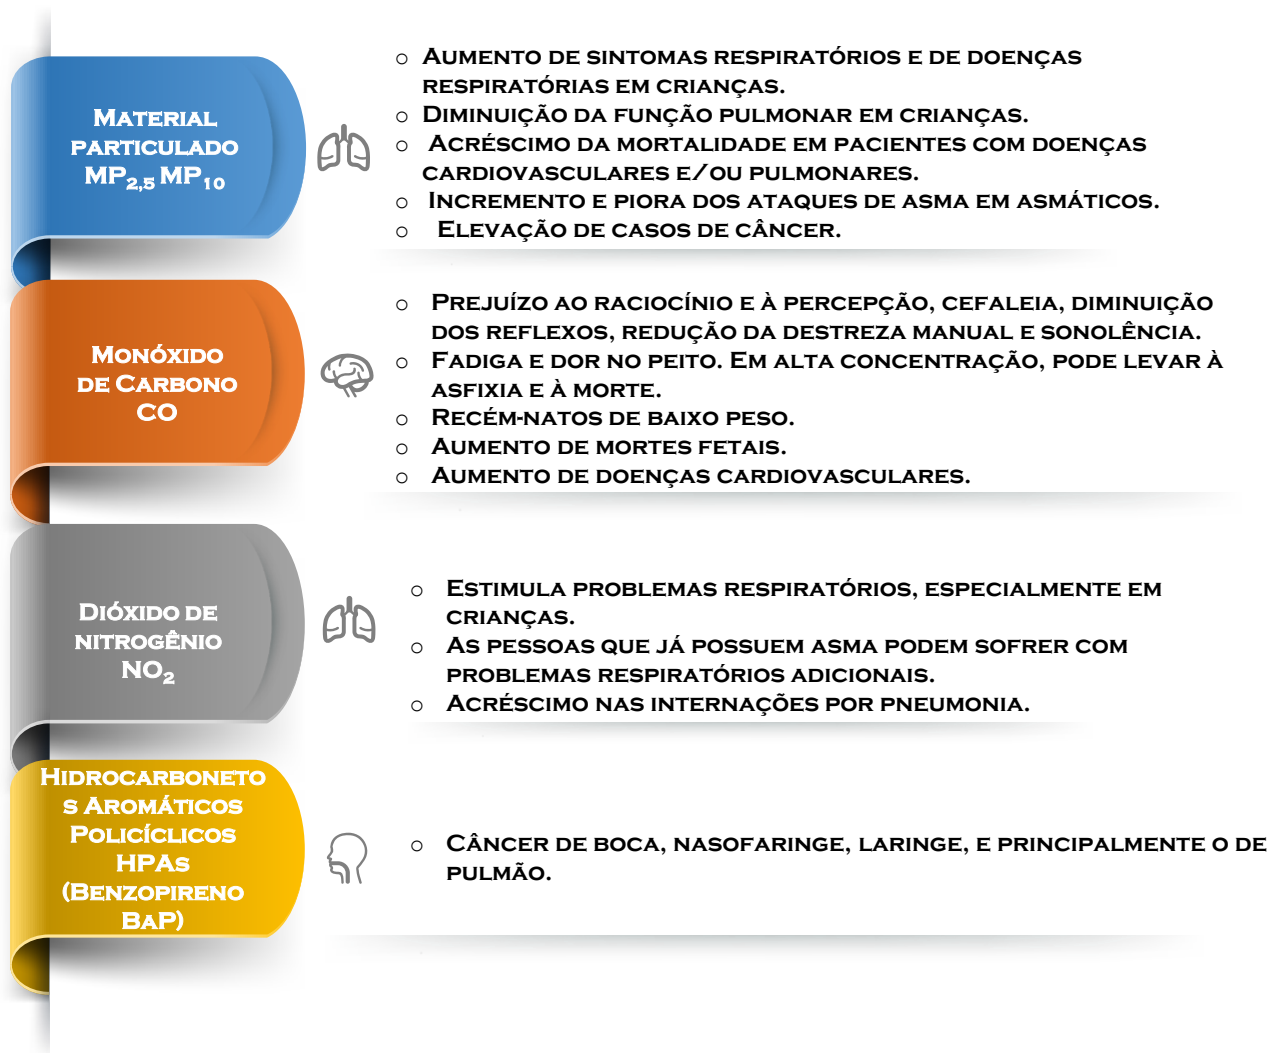 Material
particulado
MP2,5 MP10
o Aumento de sintomas respiratórios e de doenças
respiratórias em crianças.
o Diminuição da função pulmonar em crianças.
o Acréscimo da mortalidade em pacientes com doenças
cardiovasculares e/ou pulmonares.
o Incremento e piora dos ataques de asma em asmáticos.
o Elevação de casos de câncer.
Monóxido
de Carbono
CO
o Prejuízo ao raciocínio e à percepção, cefaleia, diminuição
dos reflexos, redução da destreza manual e sonolência.
o Fadiga e dor no peito. Em alta concentração, pode levar à
asfixia e à morte.
o Recém-natos de baixo peso.
o Aumento de mortes fetais.
o Aumento de doenças cardiovasculares.
Dióxido de
nitrogênio
NO2
o Estimula problemas respiratórios, especialmente em
crianças.
o As pessoas que já possuem asma podem sofrer com
problemas respiratórios adicionais.
o Acréscimo nas internações por pneumonia.
Hidrocarboneto
s Aromáticos
Policíclicos
HPAs
(Benzopireno
BaP)
o Câncer de boca, nasofaringe, laringe, e principalmente o de
pulmão.